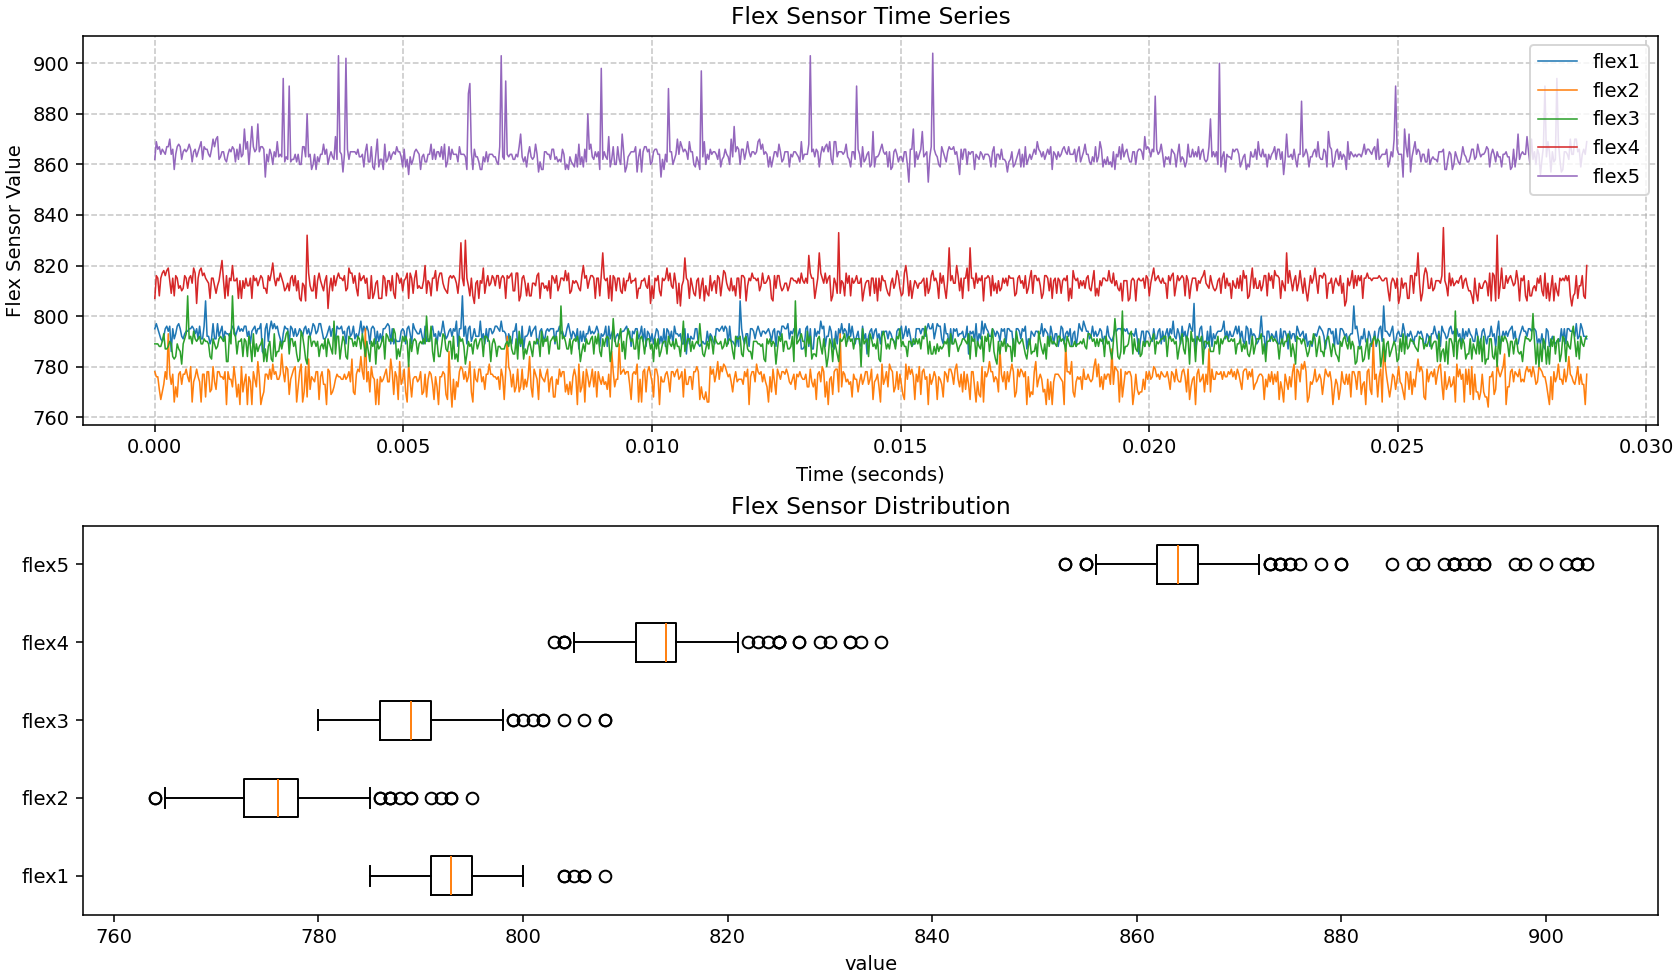 Flex Sensor Time Series
Flex Sensor Value
900
880
860
840
820
800
780
760
flex1
flex2
flex3
flex4
flex5
0.000 0.005 0.010 0.015 0.020 0.025 0.030
Time (seconds)
Flex Sensor Distribution
flex5
flex4
flex3
flex2
flex1
760 780 800 820 840 860 880 900
value